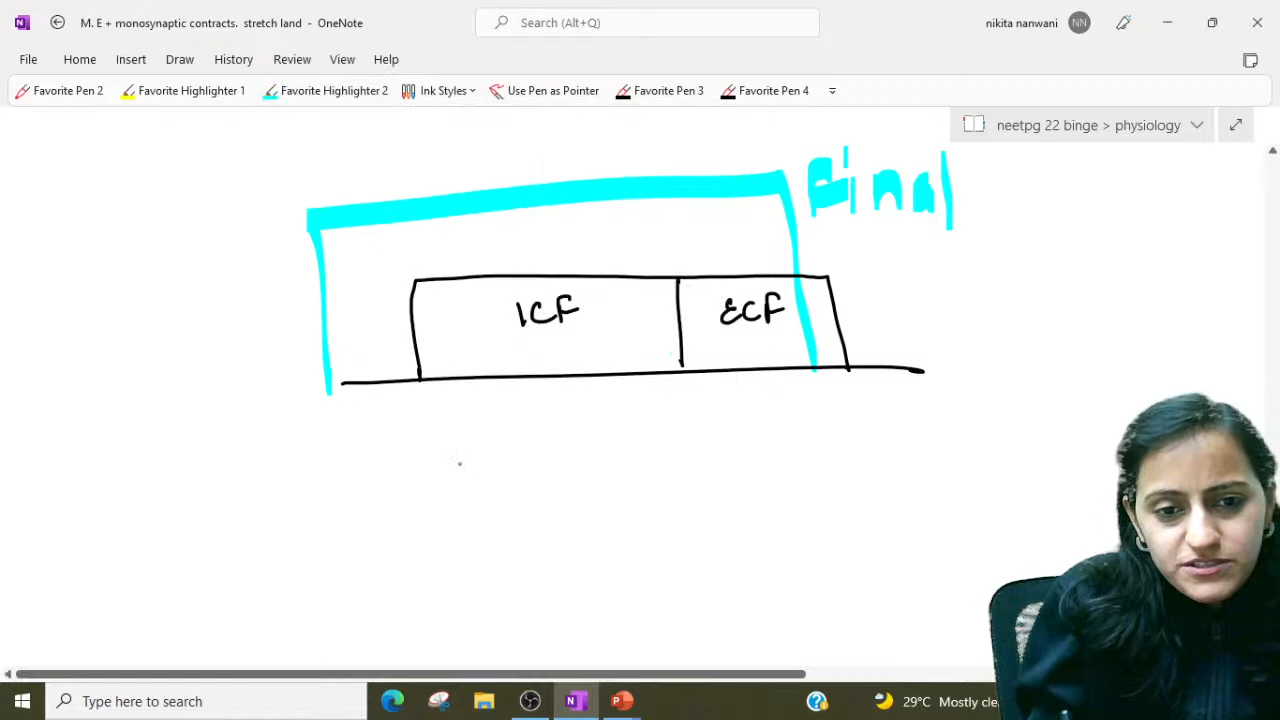 M. E + monosynaptic contracts. stretch land - OneNote
Search (Alt+Q)
nikita nanwani NN
File Home Insert Draw History Review View Help
Favorite Pen 2 Favorite Highlighter 1 Favorite Highlighter 2 Ink Styles Use Pen as Pointer Favorite Pen 3 Favorite Pen 4
neetpg 22 binge > physiology
Final
ICF ECF
Type here to search
29°C Mostly cle